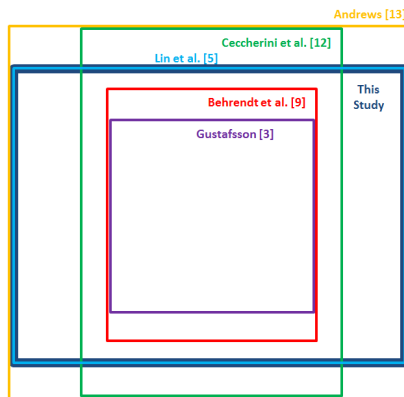 Andrews [13]
Ceccherini et al. [12]
Lin et al. [5]
This
Study
Behrendt et al. [9]
Gustafsson [3]